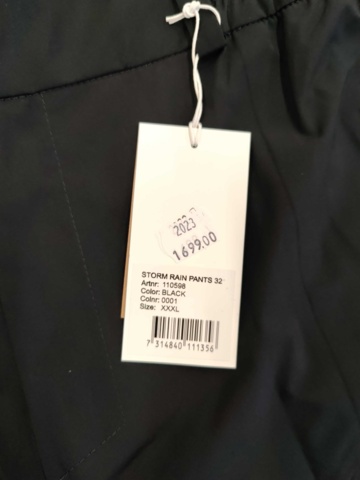 2023
1699.00
STORM RAIN PANTS 32
Artnr: 110598
Color: BLACK
Colnr: 0001
Size: XXXL
7 314840 111356